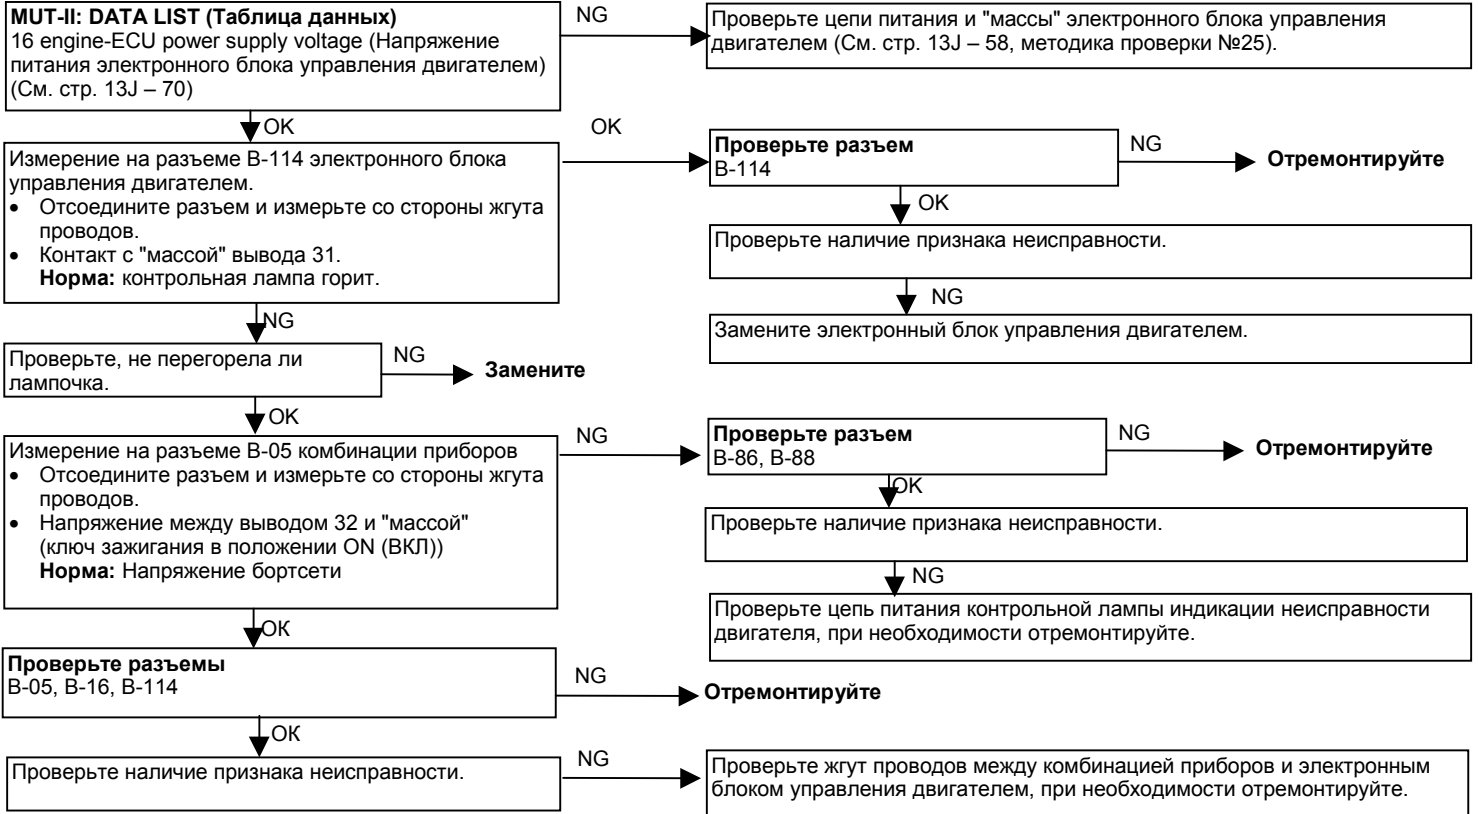 MUT-II: DATA LIST (Таблица данных)
16 engine-ECU power supply voltage (Напряжение
питания электронного блока управления двигателем)
(См. стр. 13J – 70)
NG
Проверьте цепи питания и "массы" электронного блока управления
двигателем (См. стр. 13J – 58, методика проверки №25).
OK
Измерение на разъеме B-114 электронного блока
управления двигателем.
• Отсоедините разъем и измерьте со стороны жгута
проводов.
• Контакт с "массой" вывода 31.
Норма: контрольная лампа горит.
OK
Проверьте разъем
B-114
NG
Отремонтируйте
OK
Проверьте наличие признака неисправности.
NG
Замените электронный блок управления двигателем.
NG
Проверьте, не перегорела ли
лампочка.
NG
Замените
OK
Измерение на разъеме B-05 комбинации приборов
• Отсоедините разъем и измерьте со стороны жгута
проводов.
• Напряжение между выводом 32 и "массой"
(ключ зажигания в положении ON (ВКЛ))
Норма: Напряжение бортсети
NG
Проверьте разъем
B-86, B-88
NG
Отремонтируйте
OK
Проверьте наличие признака неисправности.
NG
Проверьте цепь питания контрольной лампы индикации неисправности
двигателя, при необходимости отремонтируйте.
OK
Проверьте разъемы
B-05, B-16, B-114
NG
Отремонтируйте
OK
Проверьте наличие признака неисправности.
NG
Проверьте жгут проводов между комбинацией приборов и электронным
блоком управления двигателем, при необходимости отремонтируйте.